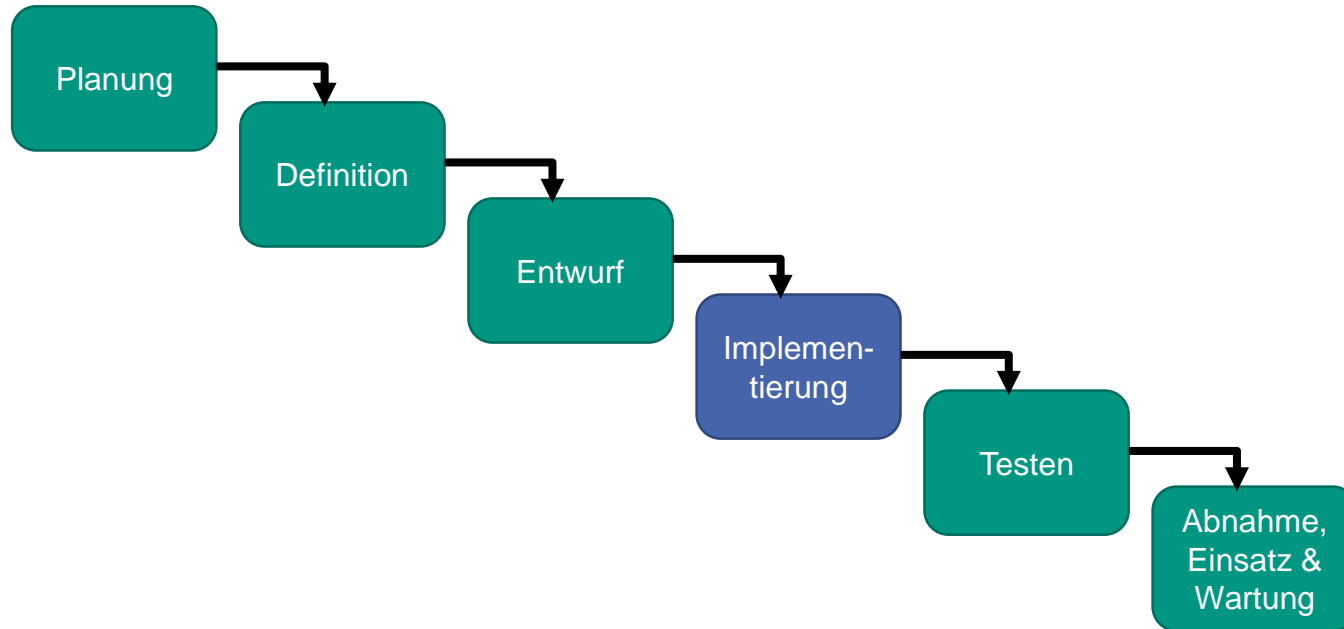 Planung
Definition
Entwurf
Implemen-
tierung
Testen
Abnahme,
Einsatz &
Wartung